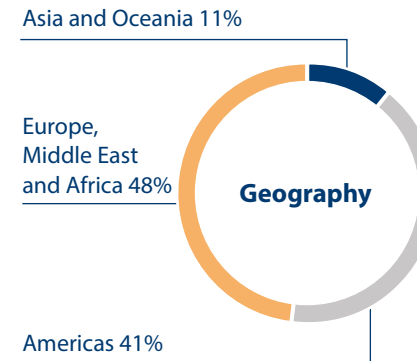 Asia and Oceania 11%
Europe,
Middle East
and Africa 48%
Geography
Americas 41%